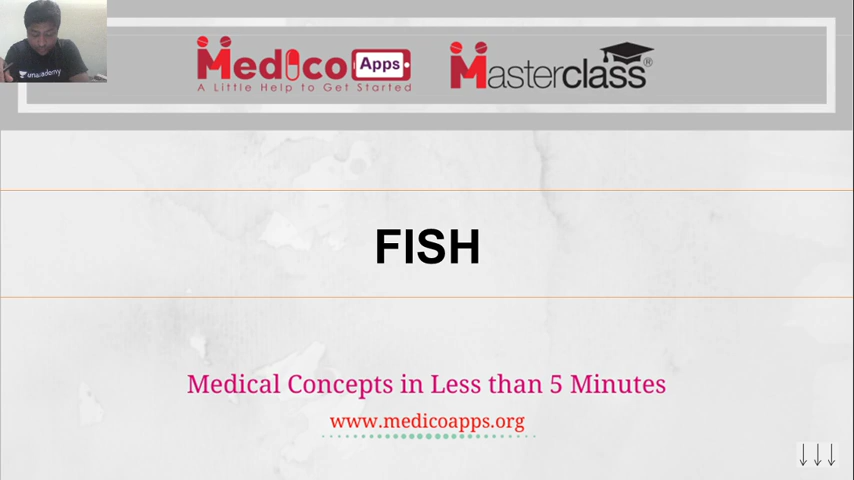 unacademy
Medico Apps
A Little Help to Get Started
Masterclass®
FISH
Medical Concepts in Less than 5 Minutes
www.medicoapps.org